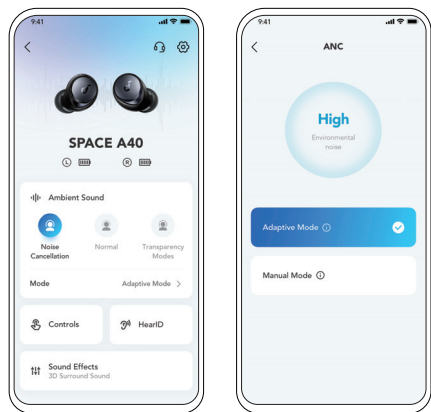 9:41
SPACE A40
L
R
Ambient Sound
Noise
Cancellation
Normal
Transparency
Modes
Mode
Adaptive Mode >
Controls
HearID
Sound Effects
3D Surround Sound
9:41
ANC
High
Environmental
noise
Adaptive Mode
Manual Mode